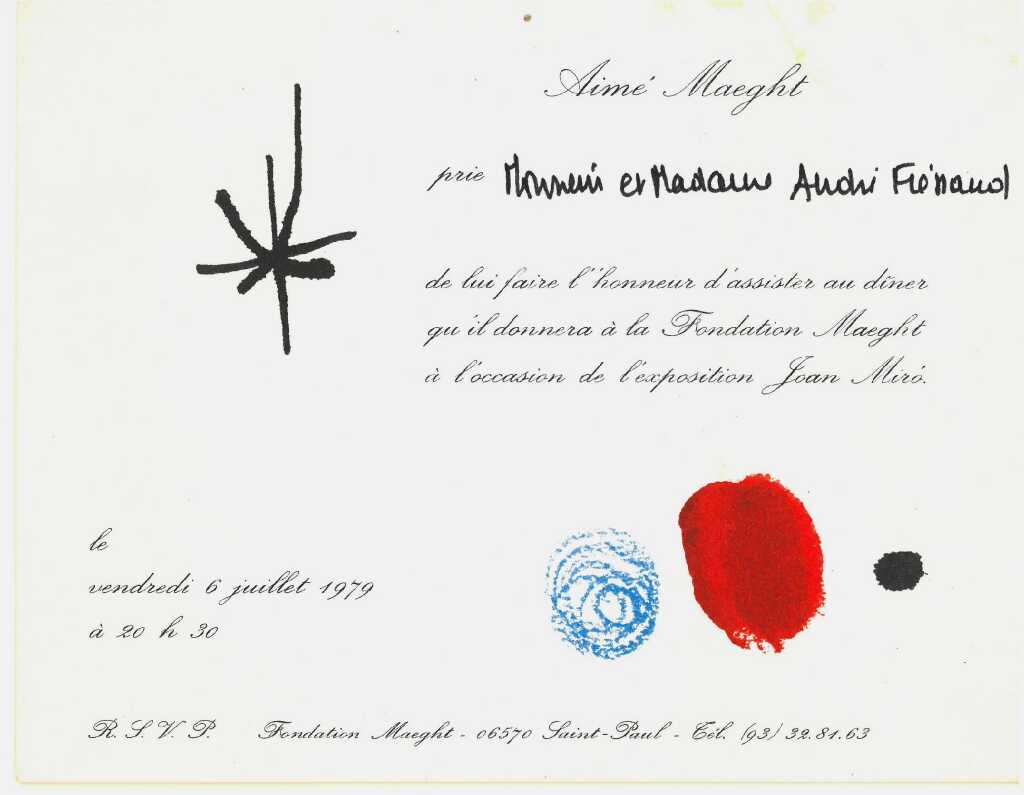 Aimé Maeght
prie Monsieur et Madame André Frénaud
de lui faire l'honneur d'assister au dîner
qu'il donnera à la Fondation Maeght
à l'occasion de l'exposition Joan Miró.
le
vendredi 6 juillet 1979
à 20 h 30
R. S. V. P. Fondation Maeght - 06570 Saint-Paul - Tél. (93) 32.81.63